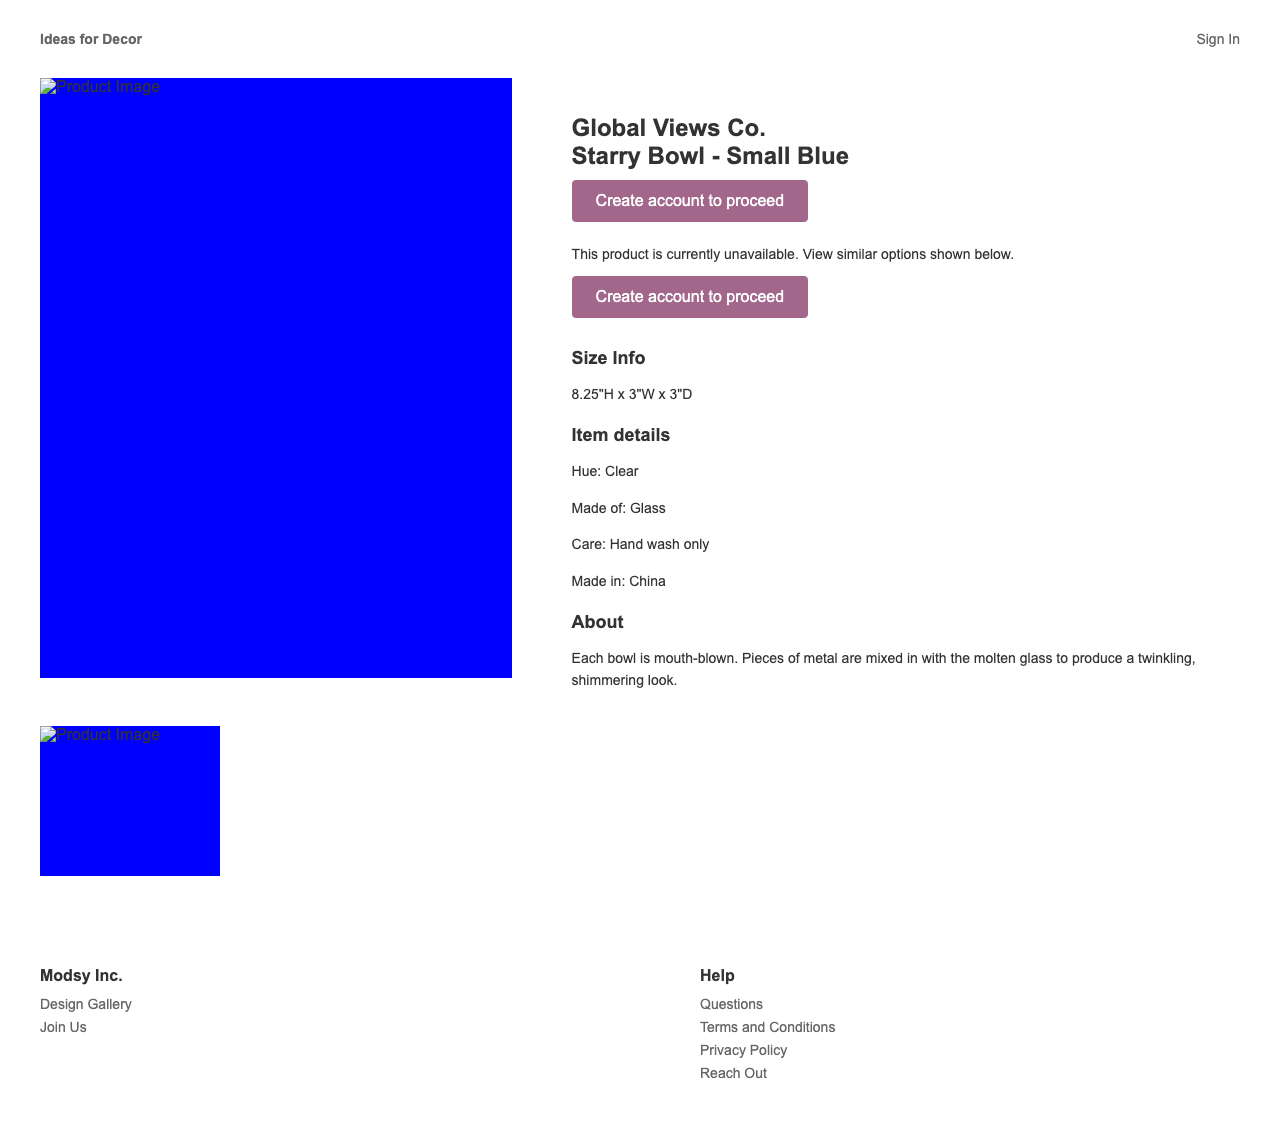 Ideas for Decor
Sign In
Product Image
Global Views Co.
Starry Bowl - Small Blue
Create account to proceed
This product is currently unavailable. View similar options shown below.
Create account to proceed
Size Info
8.25"H x 3"W x 3"D
Item details
Hue: Clear
Made of: Glass
Care: Hand wash only
Made in: China
About
Each bowl is mouth-blown. Pieces of metal are mixed in with the molten glass to produce a twinkling,
shimmering look.
Product Image
Modsy Inc.
Design Gallery
Join Us
Help
Questions
Terms and Conditions
Privacy Policy
Reach Out